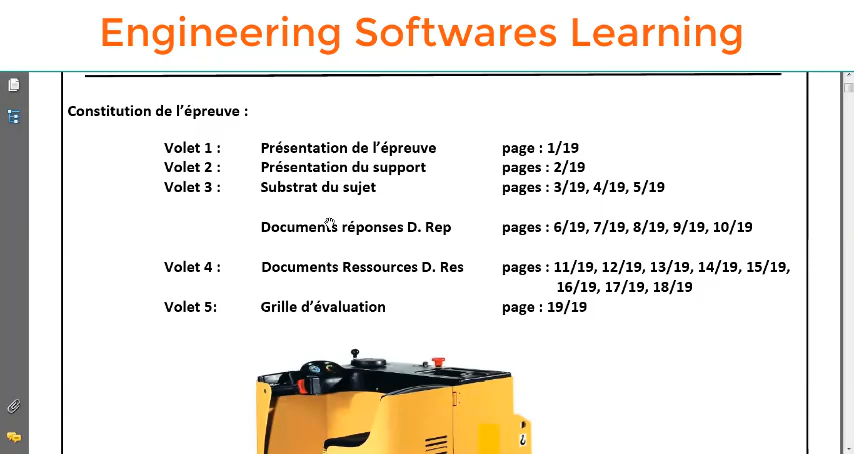 Engineering Softwares Learning
Constitution de l'épreuve :
Volet 1 : Présentation de l'épreuve page : 1/19
Volet 2 : Présentation du support pages : 2/19
Volet 3 : Substrat du sujet pages : 3/19, 4/19, 5/19
Documents réponses D. Rep pages : 6/19, 7/19, 8/19, 9/19, 10/19
Volet 4 : Documents Ressources D. Res pages : 11/19, 12/19, 13/19, 14/19, 15/19,
16/19, 17/19, 18/19
Volet 5: Grille d'évaluation page : 19/19